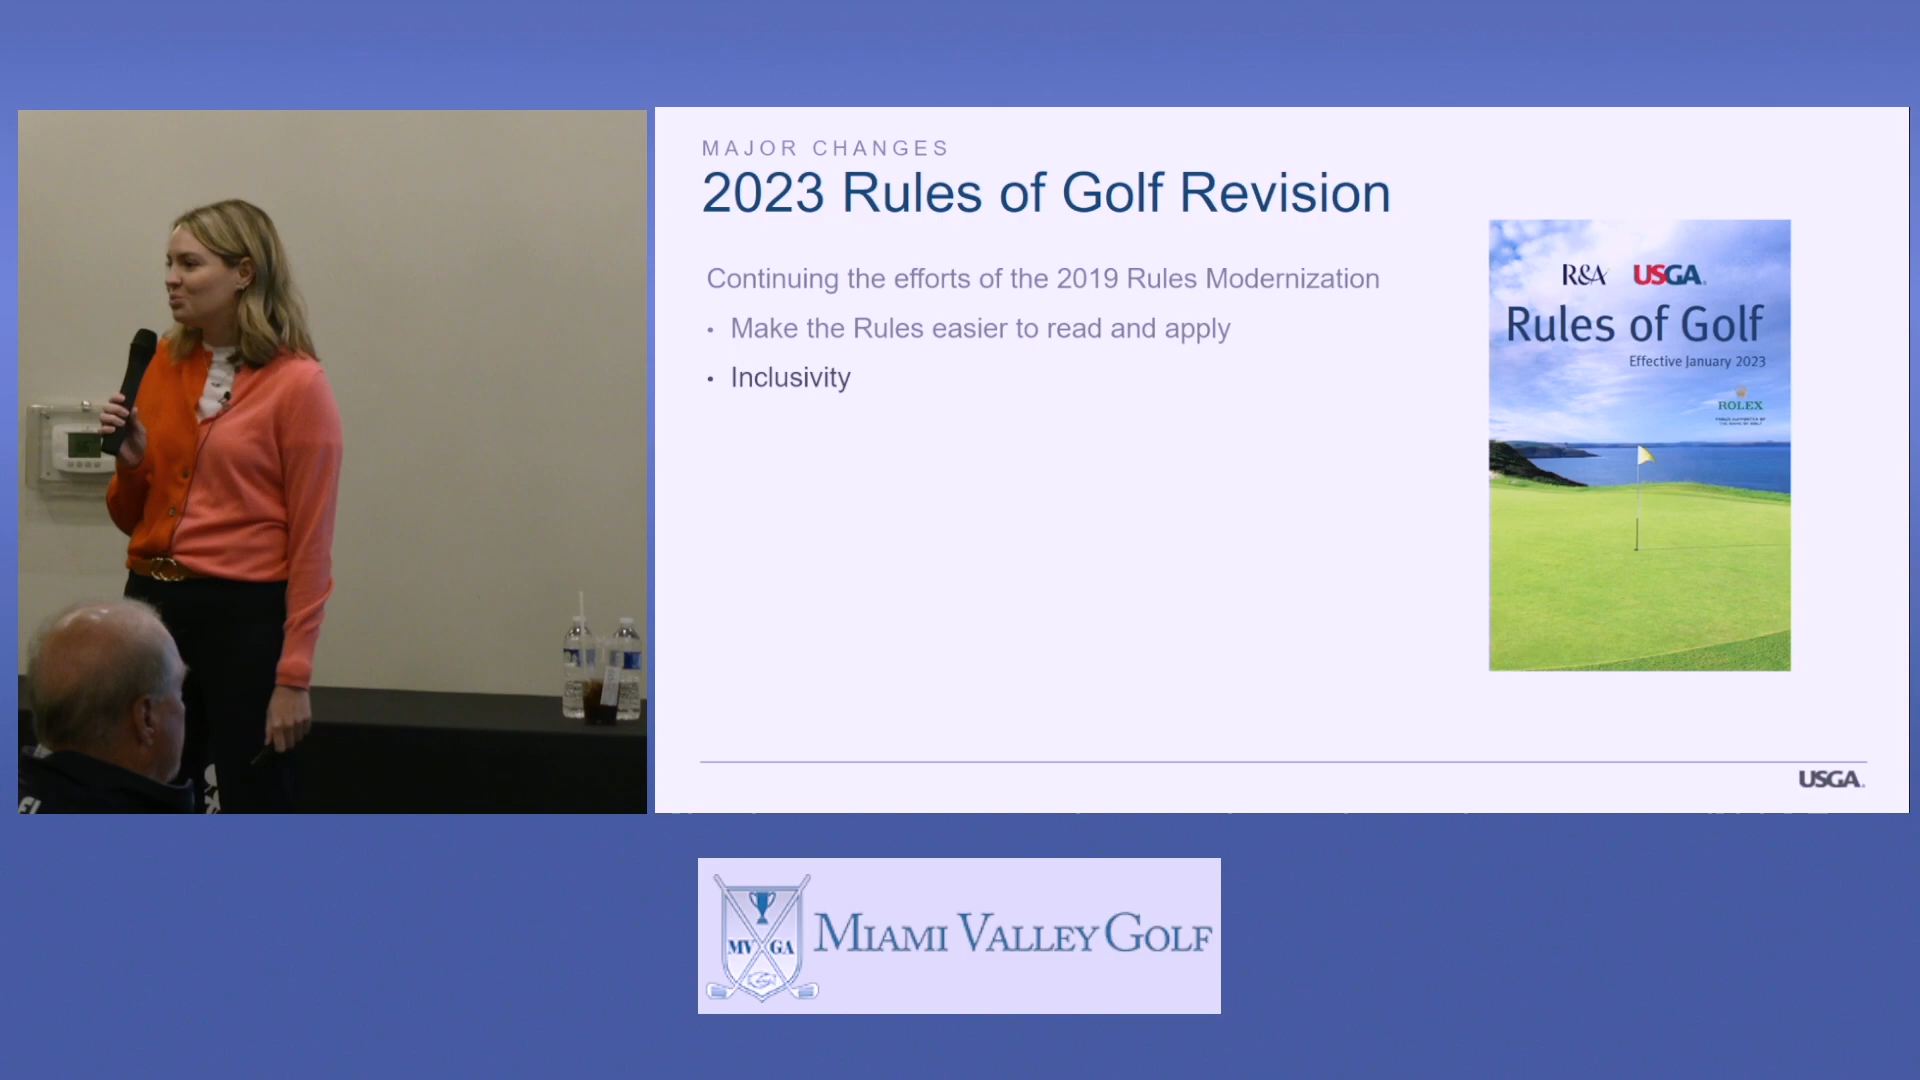 MAJOR CHANGES
2023 Rules of Golf Revision
Continuing the efforts of the 2019 Rules Modernization
• Make the Rules easier to read and apply
• Inclusivity
R&A USGA
Rules of Golf
Effective January 2023
ROLEX
USGA
MV GA
MIAMI VALLEY GOLF